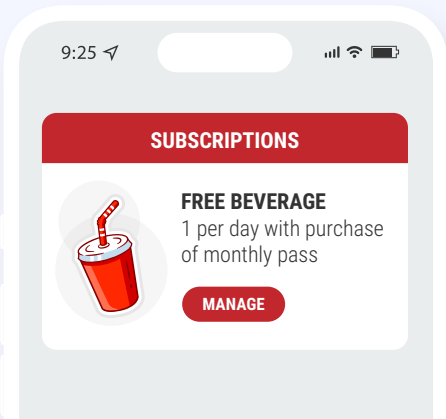 9:25
SUBSCRIPTIONS
FREE BEVERAGE
1 per day with purchase
of monthly pass
MANAGE